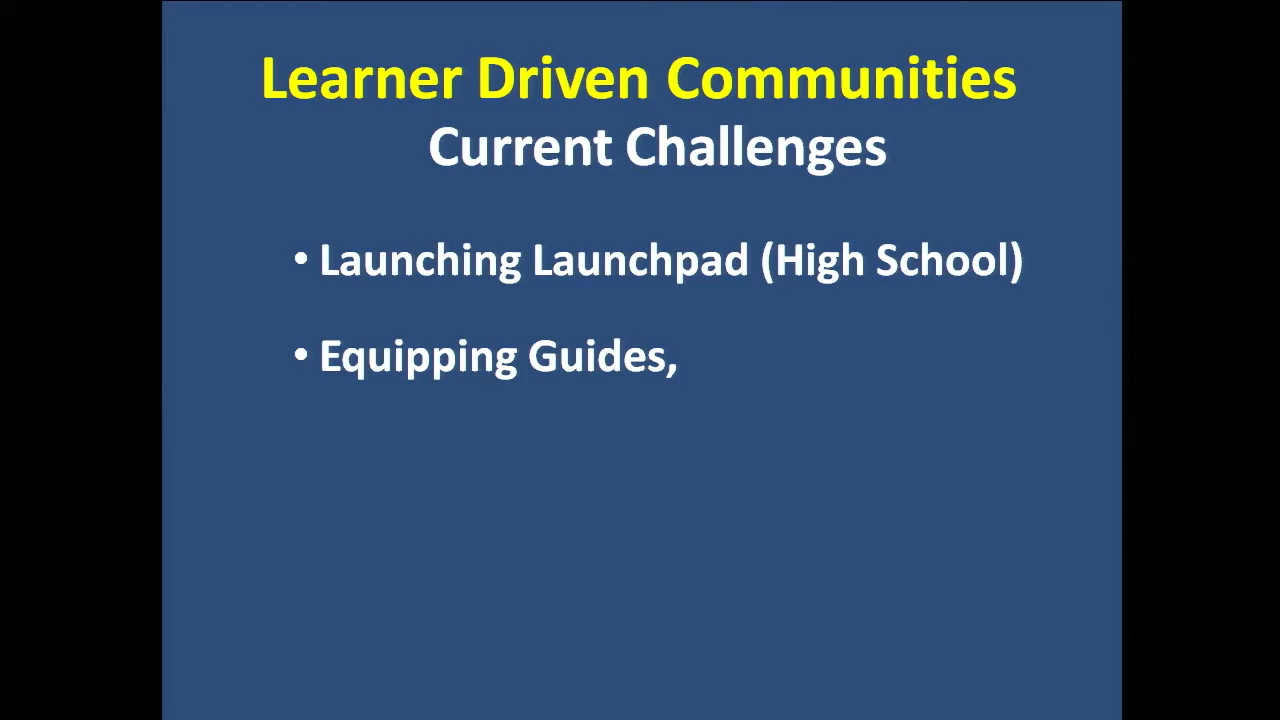 Learner Driven Communities
Current Challenges
• Launching Launchpad (High School)
• Equipping Guides,